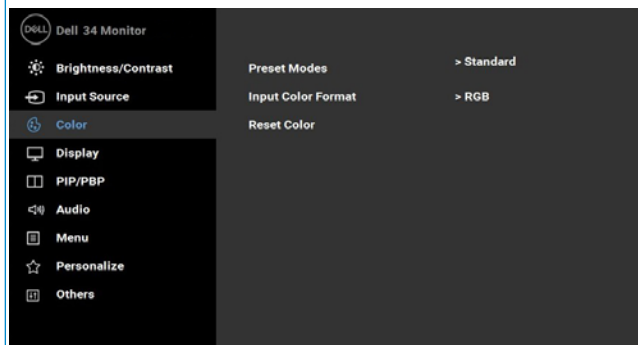 DELL Dell 34 Monitor
Brightness/Contrast
Input Source
Color
Display
PIP/PBP
Audio
Menu
Personalize
Others
Preset Modes > Standard
Input Color Format > RGB
Reset Color